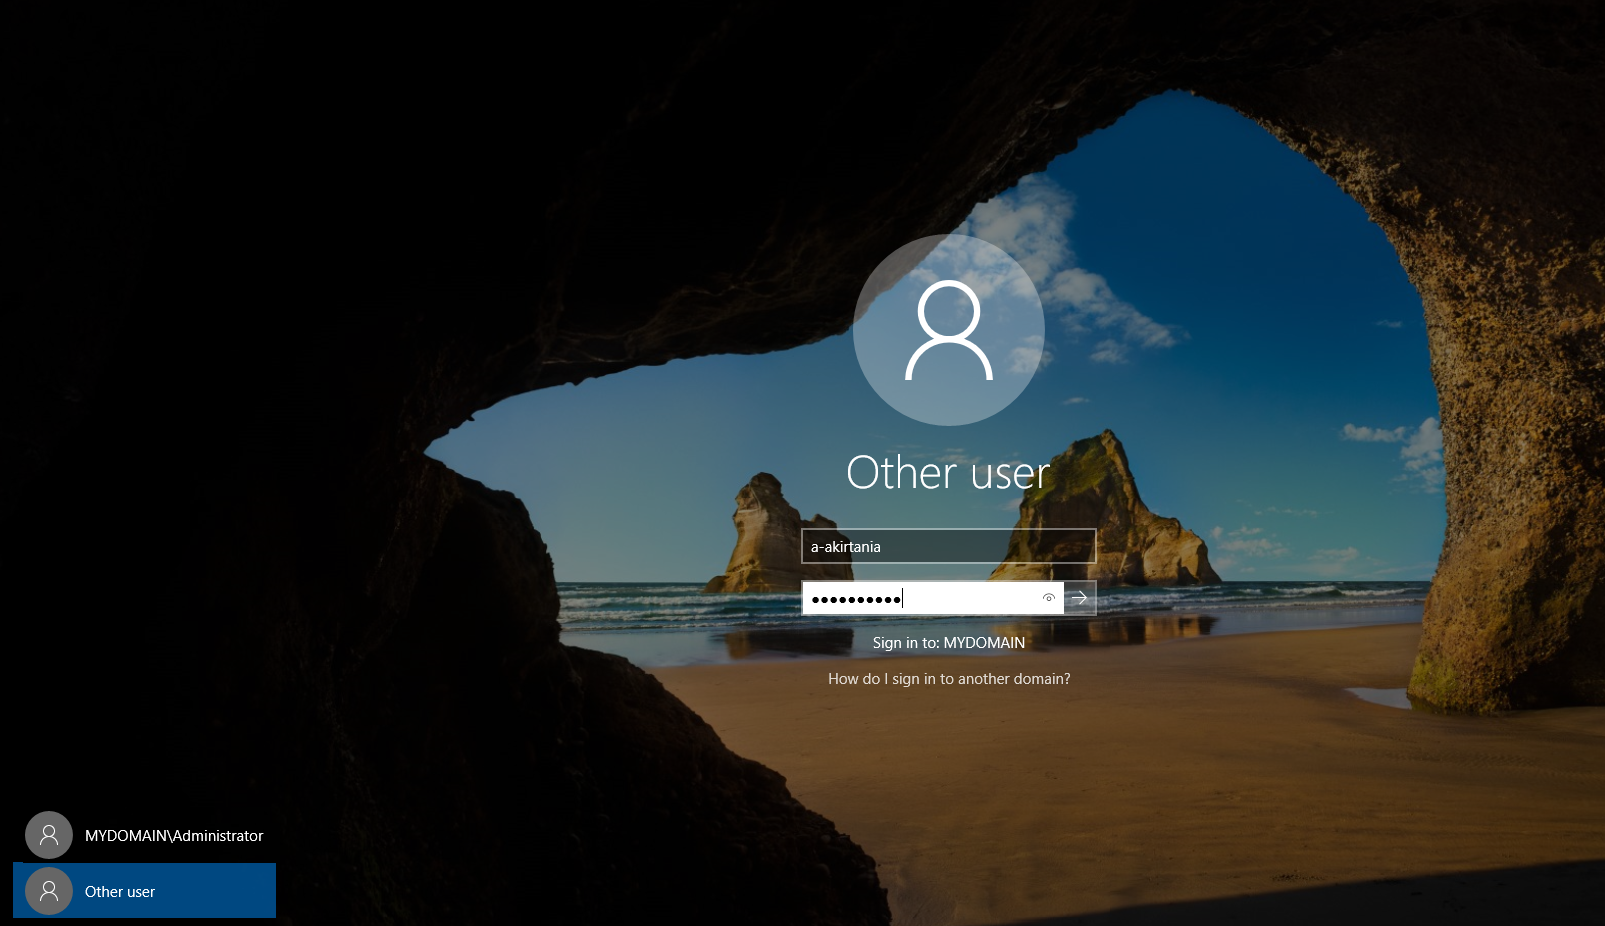 Other user
a-akirtania
●●●●●●●●●●
Sign in to: MYDOMAIN
How do I sign in to another domain?
MYDOMAIN\Administrator
Other user